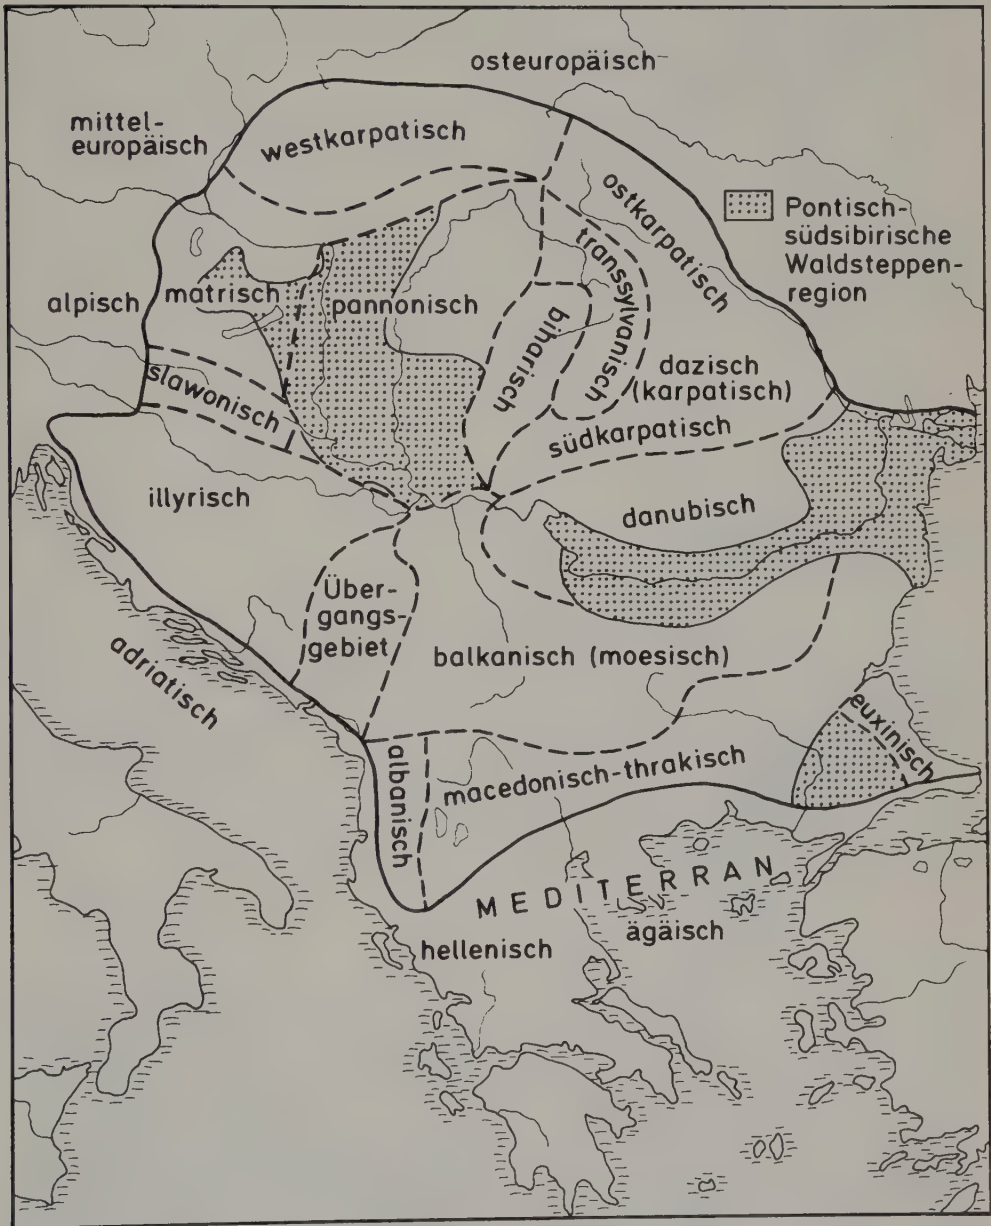 osteuropäisch
mittel-
europäisch
westkarpatisch
ostkarpatisch
Pontisch-
südsibirische
Waldsteppen-
region
transsylvanisch
alpisch
matrisch
pannonisch
biharisch
slawonisch
dazisch
(karpatisch)
südkarpatisch
illyrisch
danubisch
Über-
gangs-
gebiet
balkanisch (moesisch)
adriatisch
euxinisch
albanisch
macedonisch-thrakisch
MEDITERRAN
hellenisch
ägäisch